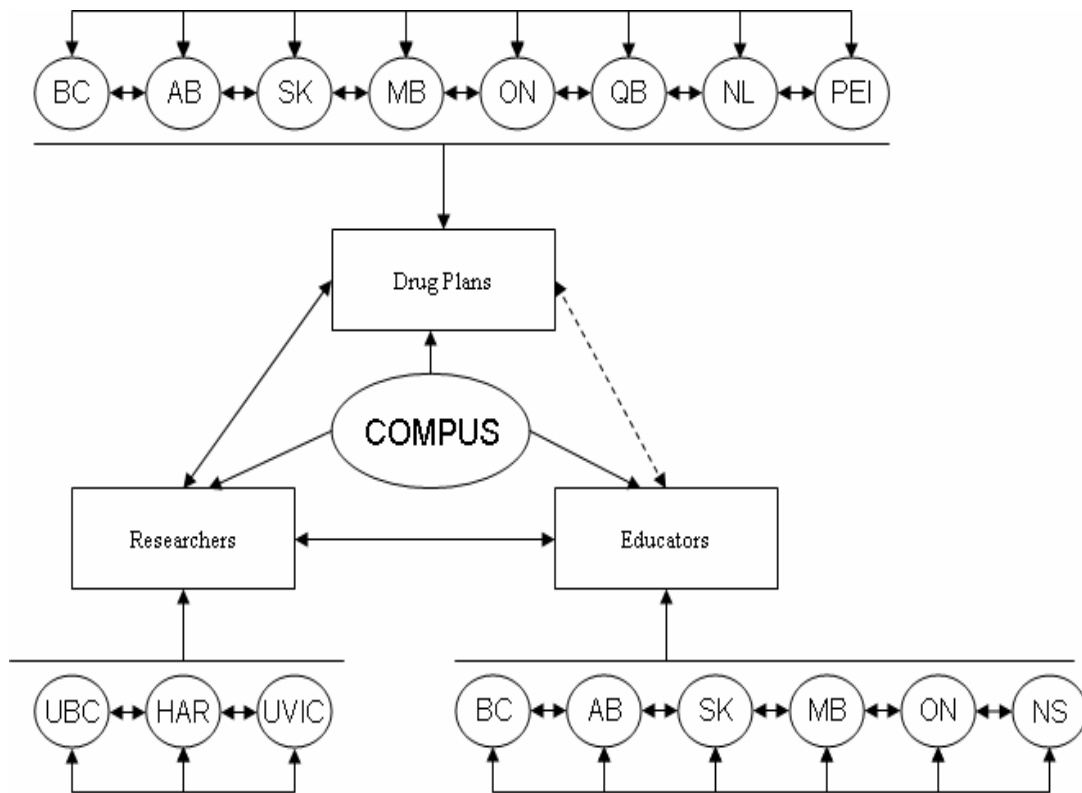 BC AB SK MB ON QB NL PEI
Drug Plans
COMPUS
Researchers Educators
UBC HAR UVIC BC AB SK MB ON NS